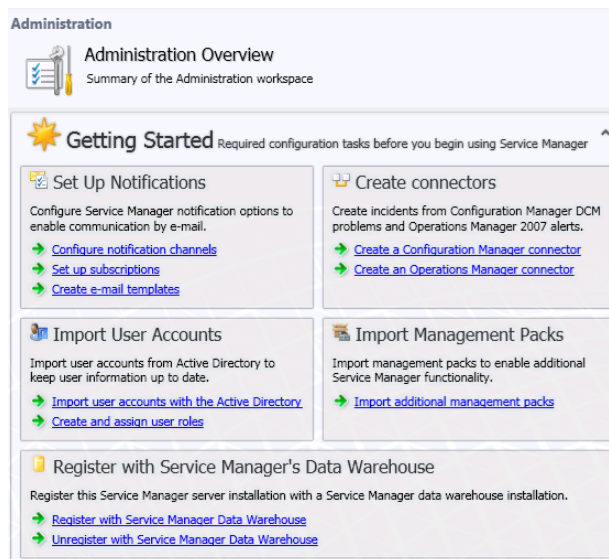 Administration
Administration Overview
Summary of the Administration workspace
Getting Started Required configuration tasks before you begin using Service Manager
Set Up Notifications
Configure Service Manager notification options to
enable communication by e-mail.
Configure notification channels
Set up subscriptions
Create e-mail templates
Create connectors
Create incidents from Configuration Manager DCM
problems and Operations Manager 2007 alerts.
Create a Configuration Manager connector
Create an Operations Manager connector
Import User Accounts
Import user accounts from Active Directory to
keep user information up to date.
Import user accounts with the Active Directory
Create and assign user roles
Import Management Packs
Import management packs to enable additional
Service Manager functionality.
Import additional management packs
Register with Service Manager's Data Warehouse
Register this Service Manager server installation with a Service Manager data warehouse installation.
Register with Service Manager Data Warehouse
Unregister with Service Manager Data Warehouse